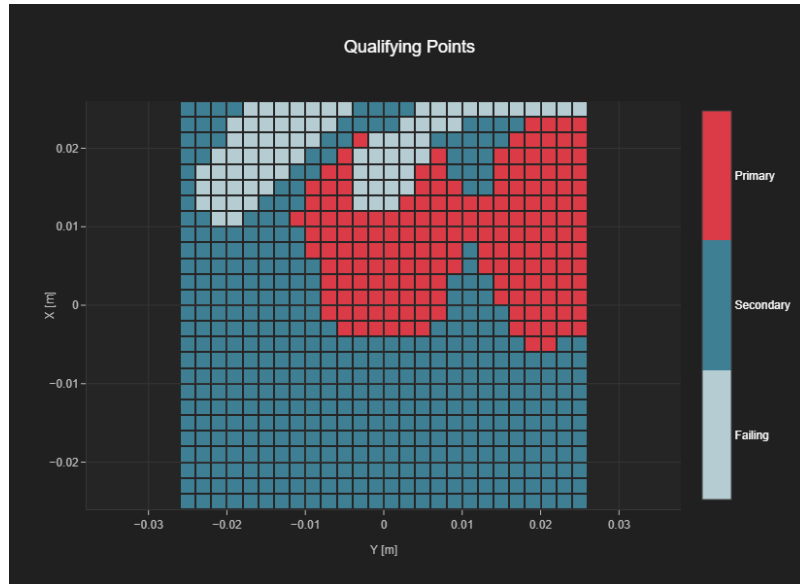 Qualifying Points
0.02
0.01
0
−0.01
−0.02
X [m]
−0.03
−0.02
−0.01
0
0.01
0.02
0.03
Y [m]
Primary
Secondary
Failing